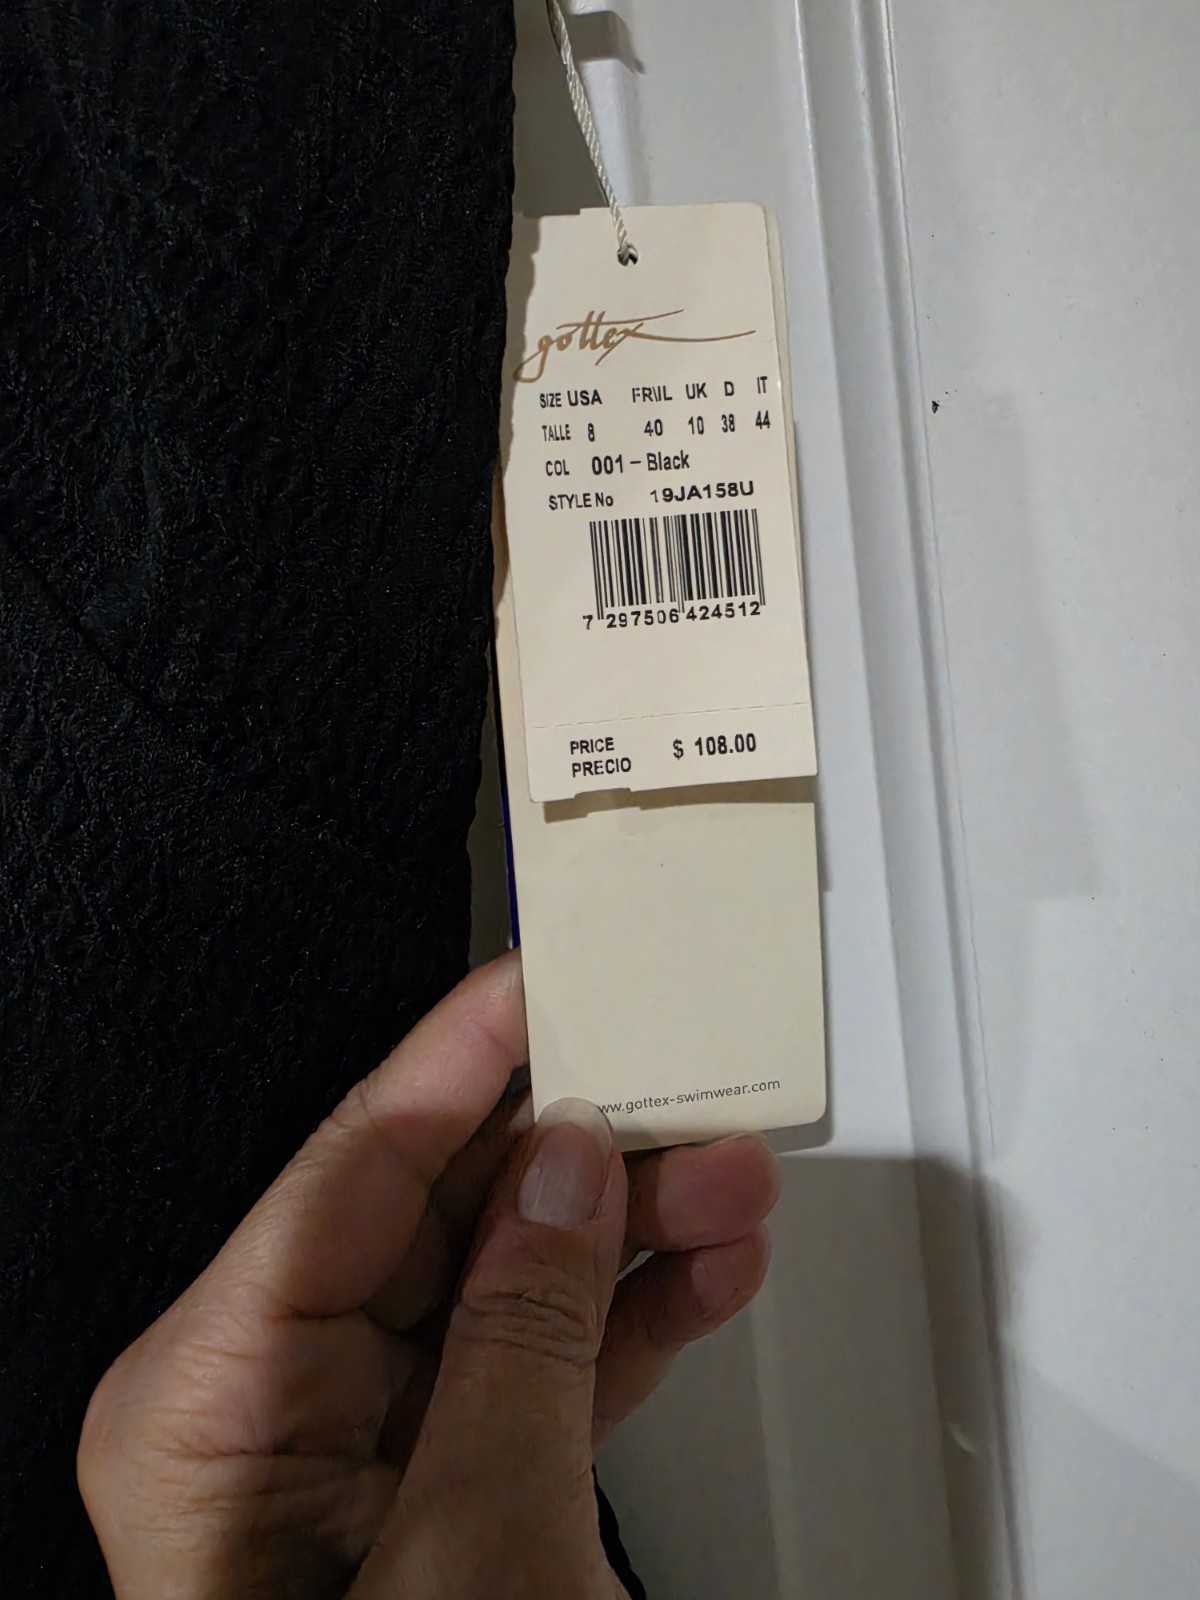 gottex
SIZE USA FR\IL UK D IT
TALLE 8 40 10 38 44
COL 001 - Black
STYLE No 19JA158U
7 297506 424512
PRICE
PRECIO $ 108.00
ww.gottex-swimwear.com